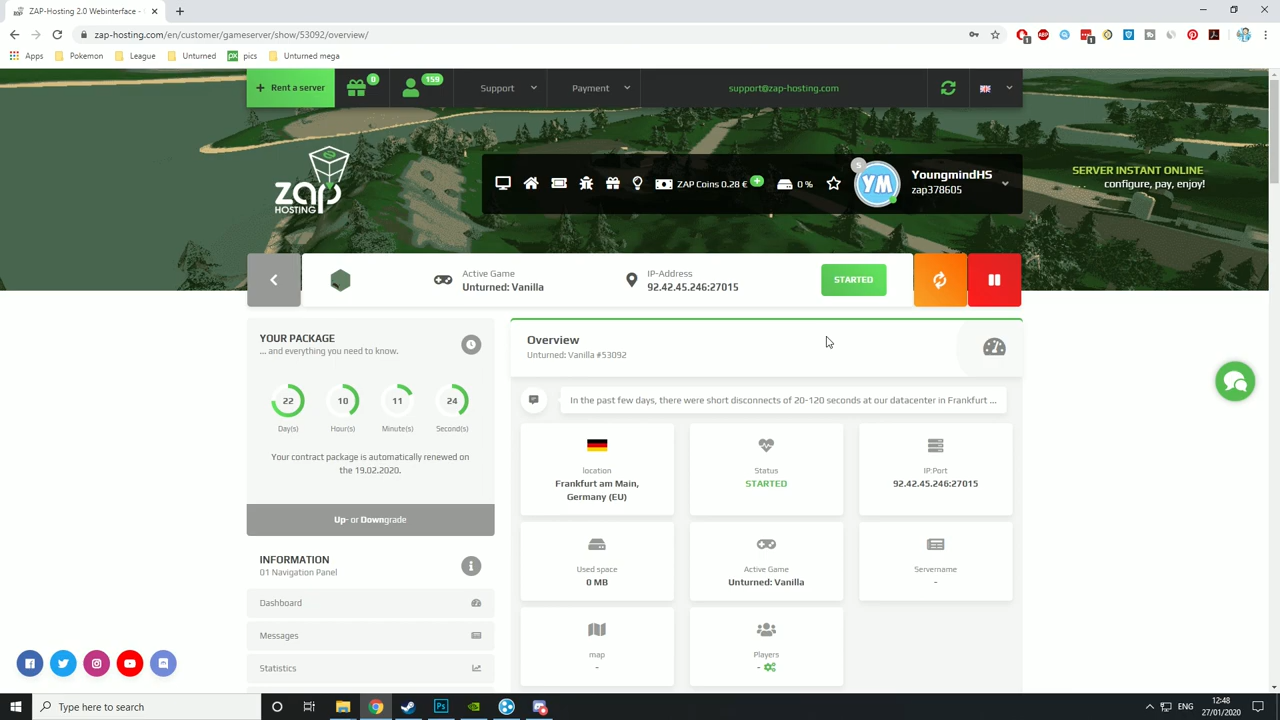 ZAP-Hosting 2.0 Webinterface -
zap-hosting.com/en/customer/gameserver/show/53092/overview/
Apps Pokemon League Unturned pics Unturned mega
Rent a server 0 159 Support Payment support@zap-hosting.com
zap HOSTING
ZAP Coins 0.28 € 0 % 5 YM YoungmindHS
zap378605
SERVER INSTANT ONLINE
configure, pay, enjoy!
Active Game
Unturned: Vanilla
IP-Address
92.42.45.246:27015
STARTED
YOUR PACKAGE
... and everything you need to know.
22 10 11 24
Day(s) Hour(s) Minute(s) Second(s)
Your contract package is automatically renewed on
the 19.02.2020.
Up- or Downgrade
INFORMATION
01 Navigation Panel
Dashboard
Messages
Statistics
Overview
Unturned: Vanilla #53092
In the past few days, there were short disconnects of 20-120 seconds at our datacenter in Frankfurt ...
location
Frankfurt am Main,
Germany (EU)
Status
STARTED
IP:Port
92.42.45.246:27015
Used space
0 MB
Active Game
Unturned: Vanilla
Servername
-
map
-
Players
-
Type here to search
ENG
12:48
27/01/2020